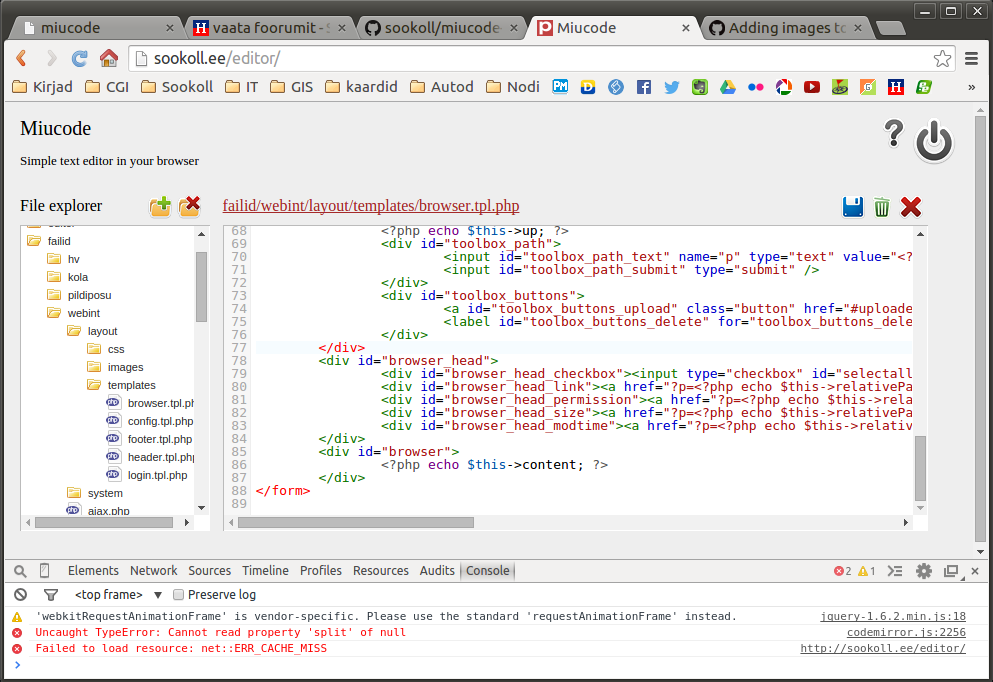 miucode
vaata foorumit - S
sookoll/miucode
Miucode
Adding images to
sookoll.ee/editor/
Kirjad
CGI
Sookoll
IT
GIS
kaardid
Autod
Nodi
»
Miucode
Simple text editor in your browser
File explorer
failid/webint/layout/templates/browser.tpl.php
failid
hv
kola
pildiposu
webint
layout
css
images
templates
browser.tpl.ph
config.tpl.php
footer.tpl.php
header.tpl.php
login.tpl.php
system
ajax.php
68 <?php echo $this->up; ?>
69 <div id="toolbox_path">
70 <input id="toolbox_path_text" name="p" type="text" value="<?
71 <input id="toolbox_path_submit" type="submit" />
72 </div>
73 <div id="toolbox_buttons">
74 <a id="toolbox_buttons_upload" class="button" href="#uploade
75 <label id="toolbox_buttons_delete" for="toolbox_buttons_dele
76 </div>
77 </div>
78 <div id="browser_head">
79 <div id="browser_head_checkbox"><input type="checkbox" id="selectall
80 <div id="browser_head_link"><a href="?p=<?php echo $this->relativePa
81 <div id="browser_head_permission"><a href="?p=<?php echo $this->rela
82 <div id="browser_head_size"><a href="?p=<?php echo $this->relativePa
83 <div id="browser_head_modtime"><a href="?p=<?php echo $this->relativ
84 </div>
85 <div id="browser">
86 <?php echo $this->content; ?>
87 </div>
88 </form>
89
Elements Network Sources Timeline Profiles Resources Audits Console
2 1
<top frame> ▼ Preserve log
'webkitRequestAnimationFrame' is vendor-specific. Please use the standard 'requestAnimationFrame' instead. jquery-1.6.2.min.js:18
Uncaught TypeError: Cannot read property 'split' of null codemirror.js:2256
Failed to load resource: net::ERR_CACHE_MISS http://sookoll.ee/editor/